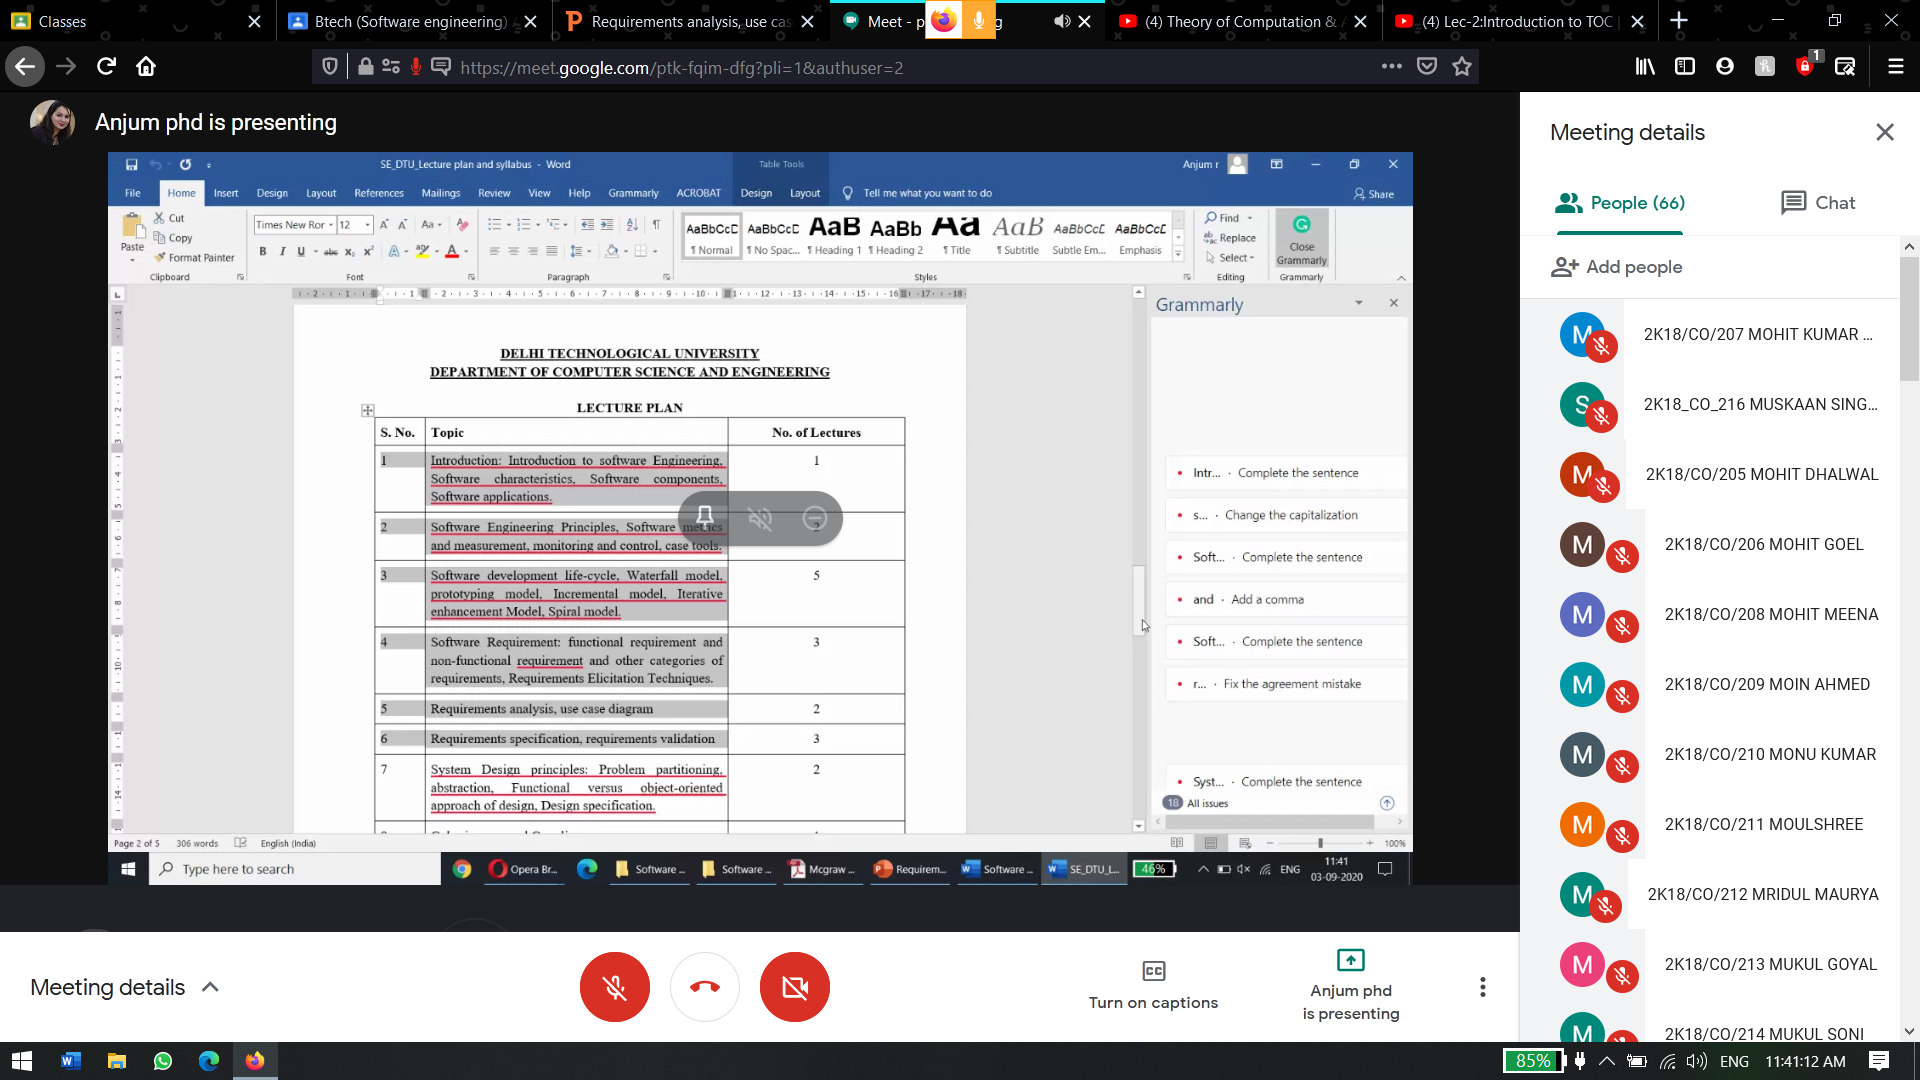 Classes
Btech (Software engineering)
Requirements analysis, use cas
Meet - p
g
(4) Theory of Computation &
(4) Lec-2:Introduction to TOC |
https://meet.google.com/ptk-fqim-dfg?pli=1&authuser=2
1
Anjum phd is presenting
SE_DTU_Lecture plan and syllabus - Word
Table Tools
Anjum r
File Home Insert Design Layout References Mailings Review View Help Grammarly ACROBAT Design Layout Tell me what you want to do Share
Paste
Cut
Copy
Format Painter
Times New Ror 12
B I U abc x₂ x²
AaBbCcD ¶ Normal
AaBbCcD ¶ No Spac...
AaB ¶ Heading 1
AaBb ¶ Heading 2
Aa ¶ Title
AaB ¶ Subtitle
AaBbCcL Subtle Em...
AaBbCcL Emphasis
Find
Replace
Select
Close Grammarly
Clipboard Font Paragraph Styles Editing Grammarly
DELHI TECHNOLOGICAL UNIVERSITY
DEPARTMENT OF COMPUTER SCIENCE AND ENGINEERING
LECTURE PLAN
S. No. Topic No. of Lectures
1 Introduction: Introduction to software Engineering, 1
Software characteristics, Software components,
Software applications.
2 Software Engineering Principles, Software metrics 2
and measurement, monitoring and control, case tools.
3 Software development life-cycle, Waterfall model, 5
prototyping model, Incremental model, Iterative
enhancement Model, Spiral model.
4 Software Requirement: functional requirement and 3
non-functional requirement and other categories of
requirements, Requirements Elicitation Techniques.
5 Requirements analysis, use case diagram 2
6 Requirements specification, requirements validation 3
7 System Design principles: Problem partitioning, 2
abstraction, Functional versus object-oriented
approach of design, Design specification.
Grammarly
Intr... · Complete the sentence
s... · Change the capitalization
Soft... · Complete the sentence
and · Add a comma
Soft... · Complete the sentence
r... · Fix the agreement mistake
Syst... · Complete the sentence
18 All issues
Page 2 of 5 306 words English (India) 100%
Type here to search
Opera Br...
Software ...
Software ...
Mcgraw ...
Requirem...
Software ...
SE_DTU_L...
46%
ENG
11:41
03-09-2020
Meeting details
People (66)
Chat
Add people
M 2K18/CO/207 MOHIT KUMAR ...
S 2K18_CO_216 MUSKAAN SING...
M 2K18/CO/205 MOHIT DHALWAL
M 2K18/CO/206 MOHIT GOEL
M 2K18/CO/208 MOHIT MEENA
M 2K18/CO/209 MOIN AHMED
M 2K18/CO/210 MONU KUMAR
M 2K18/CO/211 MOULSHREE
M 2K18/CO/212 MRIDUL MAURYA
M 2K18/CO/213 MUKUL GOYAL
M 2K18/CO/214 MUKUL SONI
Meeting details
Turn on captions
Anjum phd
is presenting
85%
ENG
11:41:12 AM